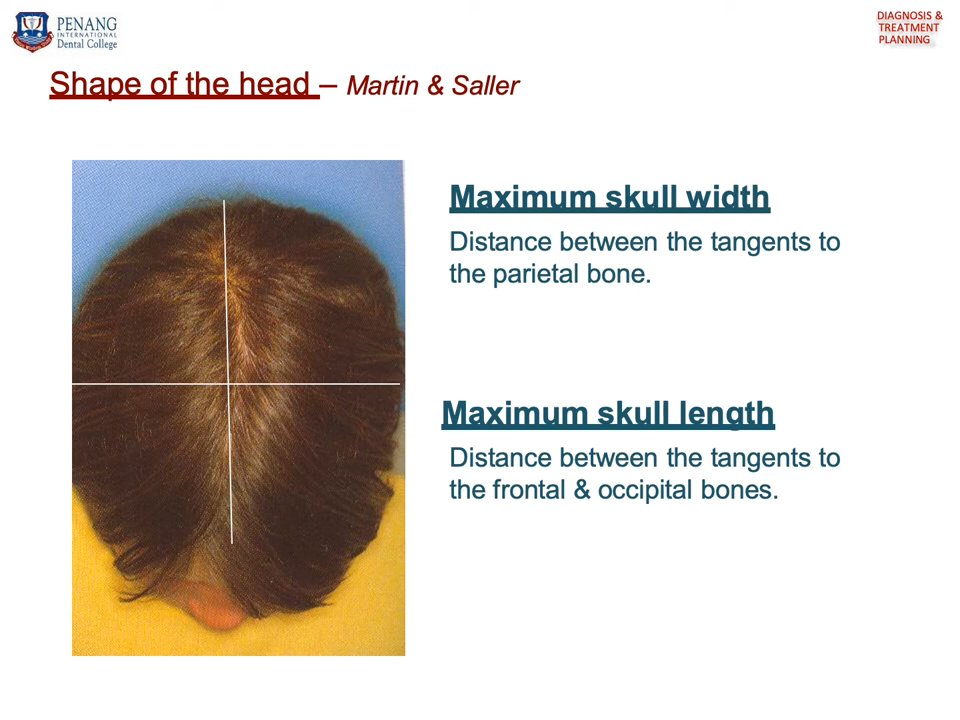 PENANG
INTERNATIONAL
Dental College
DIAGNOSIS &
TREATMENT
PLANNING
Shape of the head – Martin & Saller
Maximum skull width
Distance between the tangents to
the parietal bone.
Maximum skull length
Distance between the tangents to
the frontal & occipital bones.